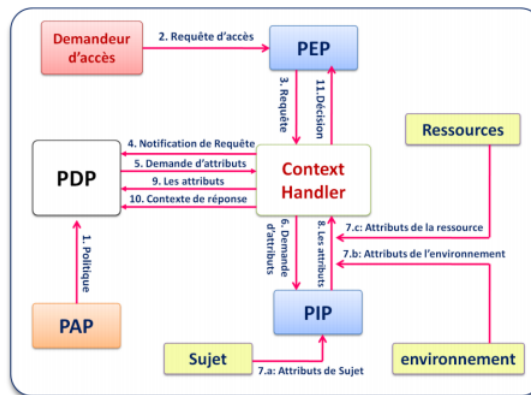 Demandeur
d'accès
2. Requête d'accès
PEP
3. Requête
11.Décision
Ressources
4. Notification de Requête
5. Demande d'attributs
9. Les attributs
10. Contexte de réponse
PDP
Context
Handler
1. Politique
6. Demande
d'attributs
8. Les attributs
7.c: Attributs de la ressource
7.b: Attributs de l'environnement
PAP
PIP
Sujet
7.a: Attributs de Sujet
environnement